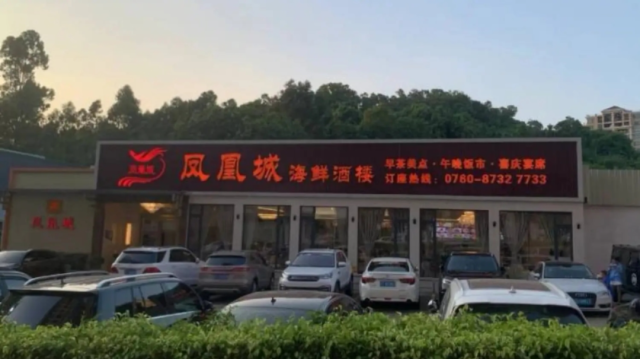 凤凰城
凤凰城 海鲜酒楼
早茶美点·午晚饭市·喜庆喜席
订座热线：0760-8732 7733
凤凰城